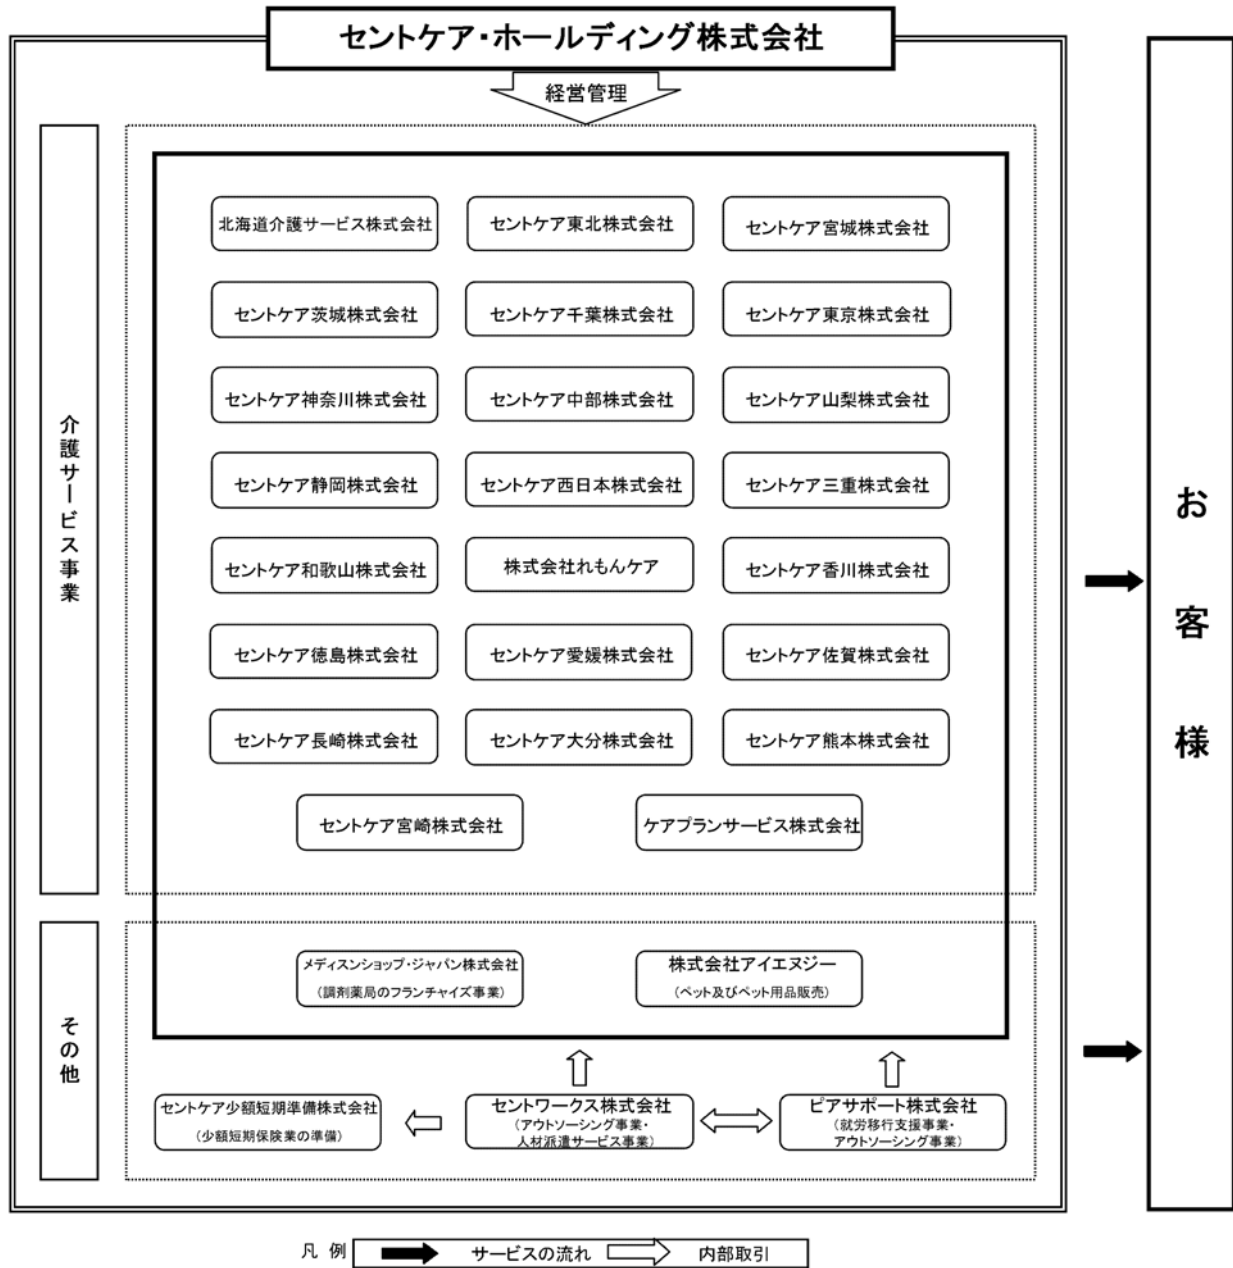 セントケア・ホールディング株式会社
経営管理
介護サービス事業
北海道介護サービス株式会社
セントケア東北株式会社
セントケア宮城株式会社
セントケア茨城株式会社
セントケア千葉株式会社
セントケア東京株式会社
セントケア神奈川株式会社
セントケア中部株式会社
セントケア山梨株式会社
セントケア静岡株式会社
セントケア西日本株式会社
セントケア三重株式会社
セントケア和歌山株式会社
株式会社れもんケア
セントケア香川株式会社
セントケア徳島株式会社
セントケア愛媛株式会社
セントケア佐賀株式会社
セントケア長崎株式会社
セントケア大分株式会社
セントケア熊本株式会社
セントケア宮崎株式会社
ケアプランサービス株式会社
その他
メディスンショップ・ジャパン株式会社
（調剤薬局のフランチャイズ事業）
株式会社アイエヌジー
（ペット及びペット用品販売）
セントケア少額短期準備株式会社
（少額短期保険業の準備）
セントワークス株式会社
（アウトソーシング事業・
人材派遣サービス事業）
ピアサポート株式会社
（就労移行支援事業・
アウトソーシング事業）
お客様
凡 例
サービスの流れ
内部取引